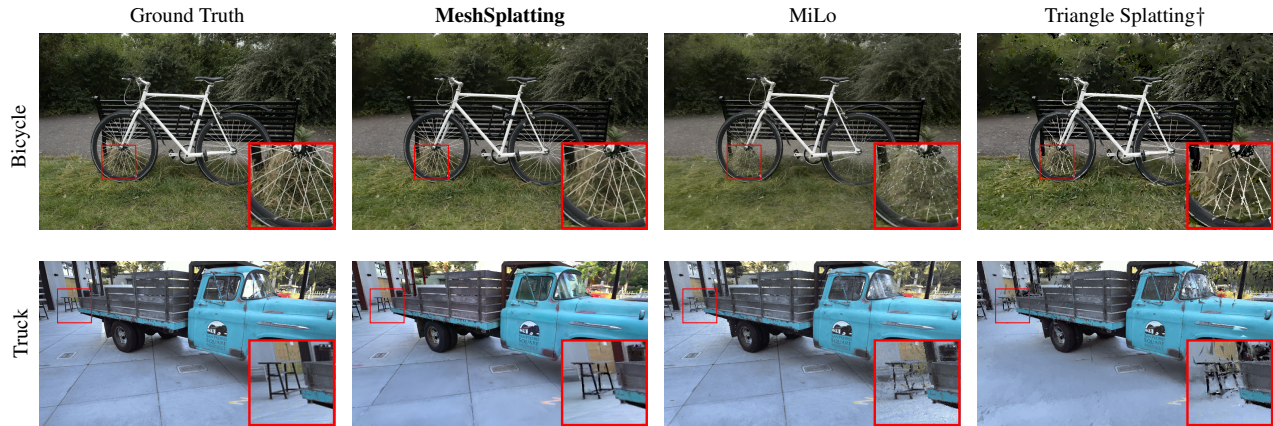 Ground Truth
MeshSplatting
MiLo
Triangle Splatting†
Bicycle
Truck